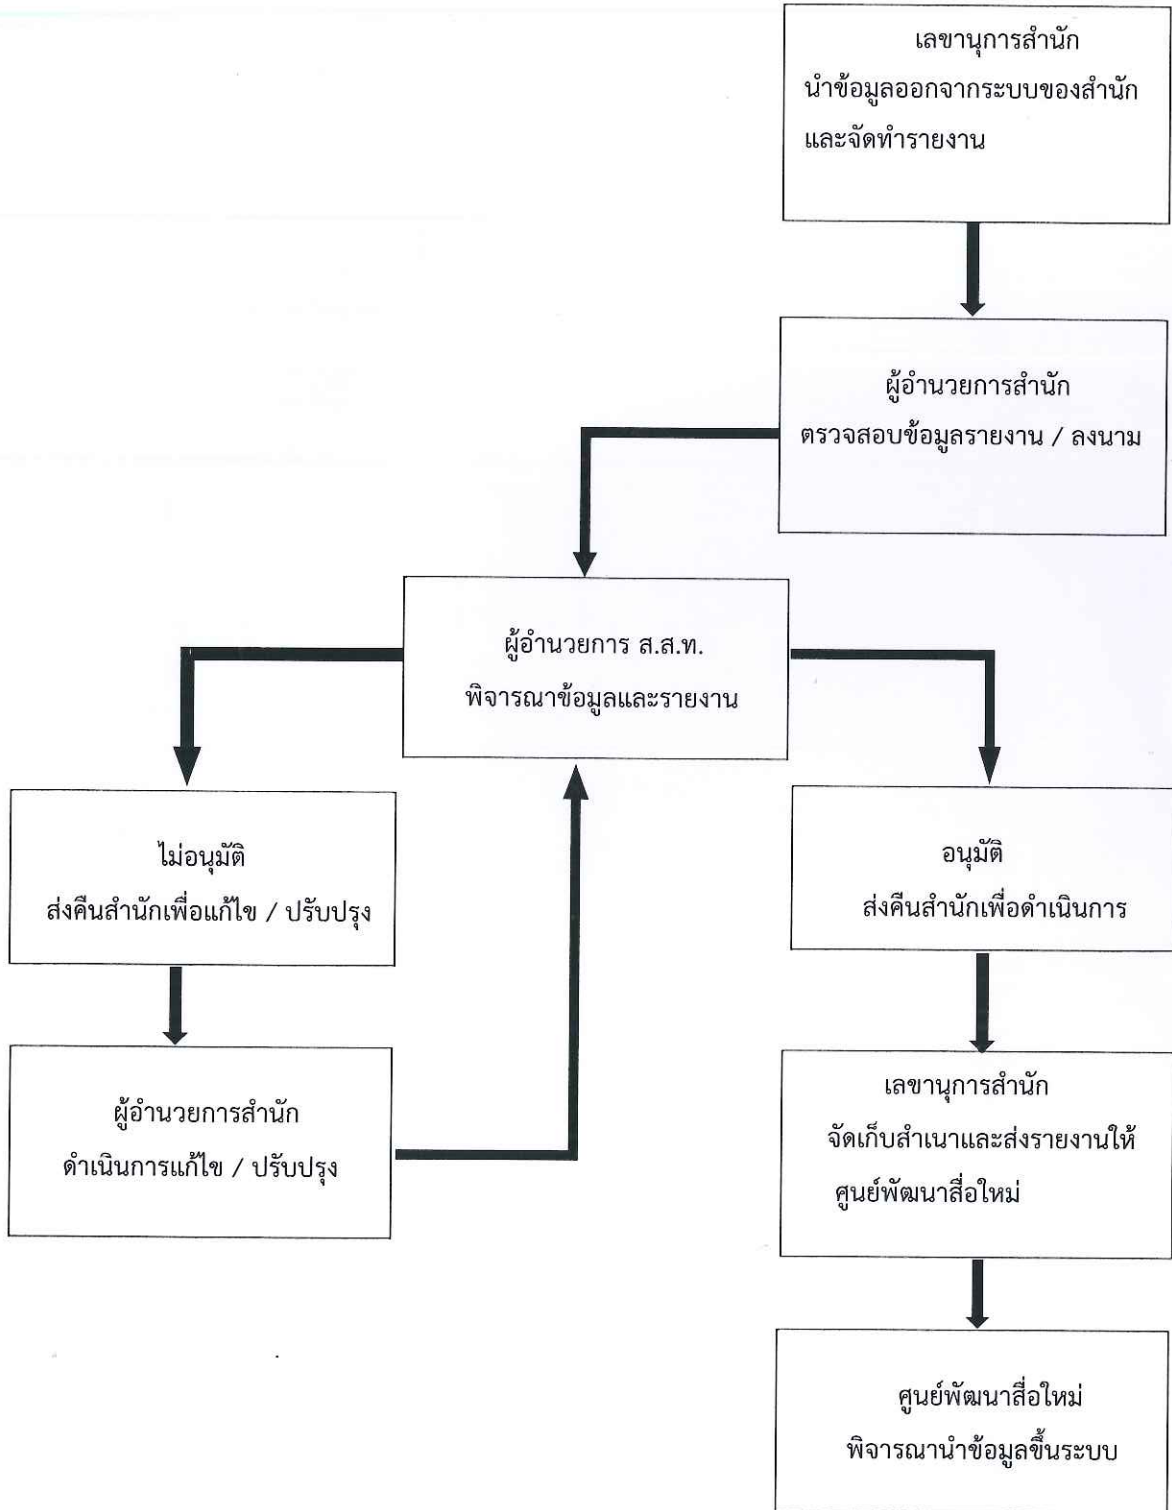 เลขานุการสำนัก
นำข้อมูลออกจากระบบของสำนัก
และจัดทำรายงาน
ผู้อำนวยการสำนัก
ตรวจสอบข้อมูลรายงาน / ลงนาม
ผู้อำนวยการ ส.ส.ท.
พิจารณาข้อมูลและรายงาน
ไม่อนุมัติ
ส่งคืนสำนักเพื่อแก้ไข / ปรับปรุง
อนุมัติ
ส่งคืนสำนักเพื่อดำเนินการ
ผู้อำนวยการสำนัก
ดำเนินการแก้ไข / ปรับปรุง
เลขานุการสำนัก
จัดเก็บสำเนาและส่งรายงานให้
ศูนย์พัฒนาสื่อใหม่
ศูนย์พัฒนาสื่อใหม่
พิจารณานำข้อมูลขึ้นระบบ